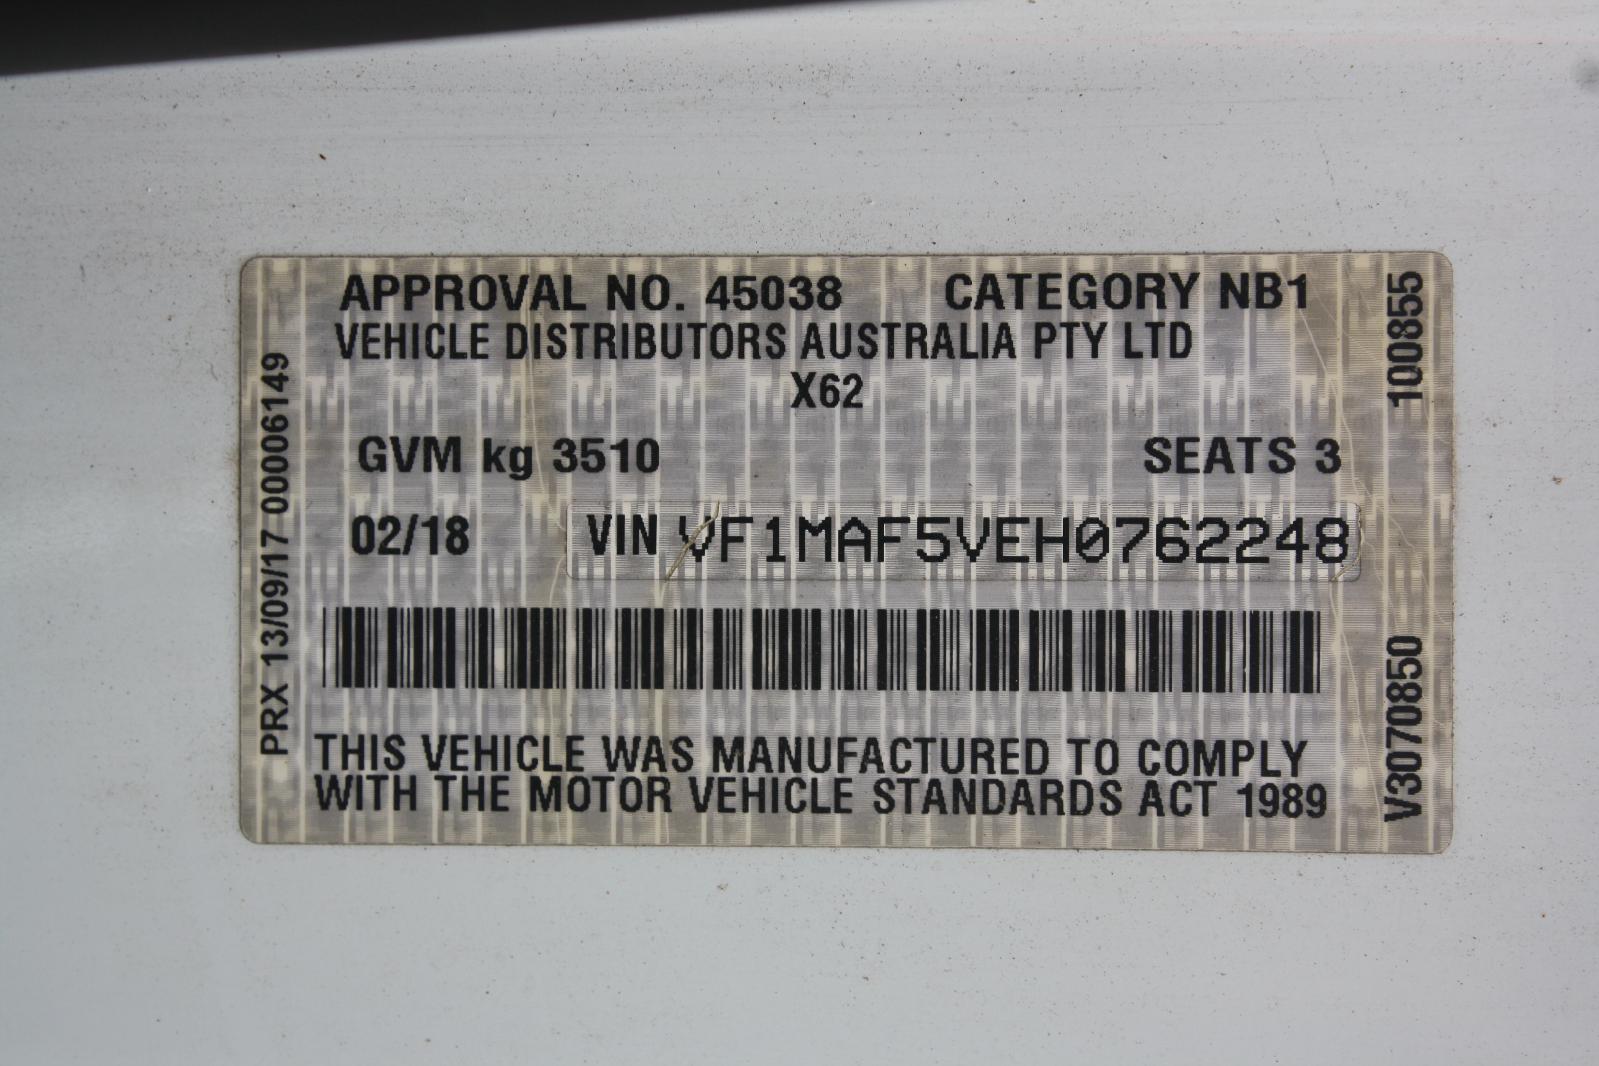 APPROVAL NO. 45038 CATEGORY NB1
VEHICLE DISTRIBUTORS AUSTRALIA PTY LTD
X62
GVM kg 3510 SEATS 3
02/18 VIN VF1MAF5VEH0762248
THIS VEHICLE WAS MANUFACTURED TO COMPLY
WITH THE MOTOR VEHICLE STANDARDS ACT 1989
PRX 13/09/17 00006149
V3070850 100855